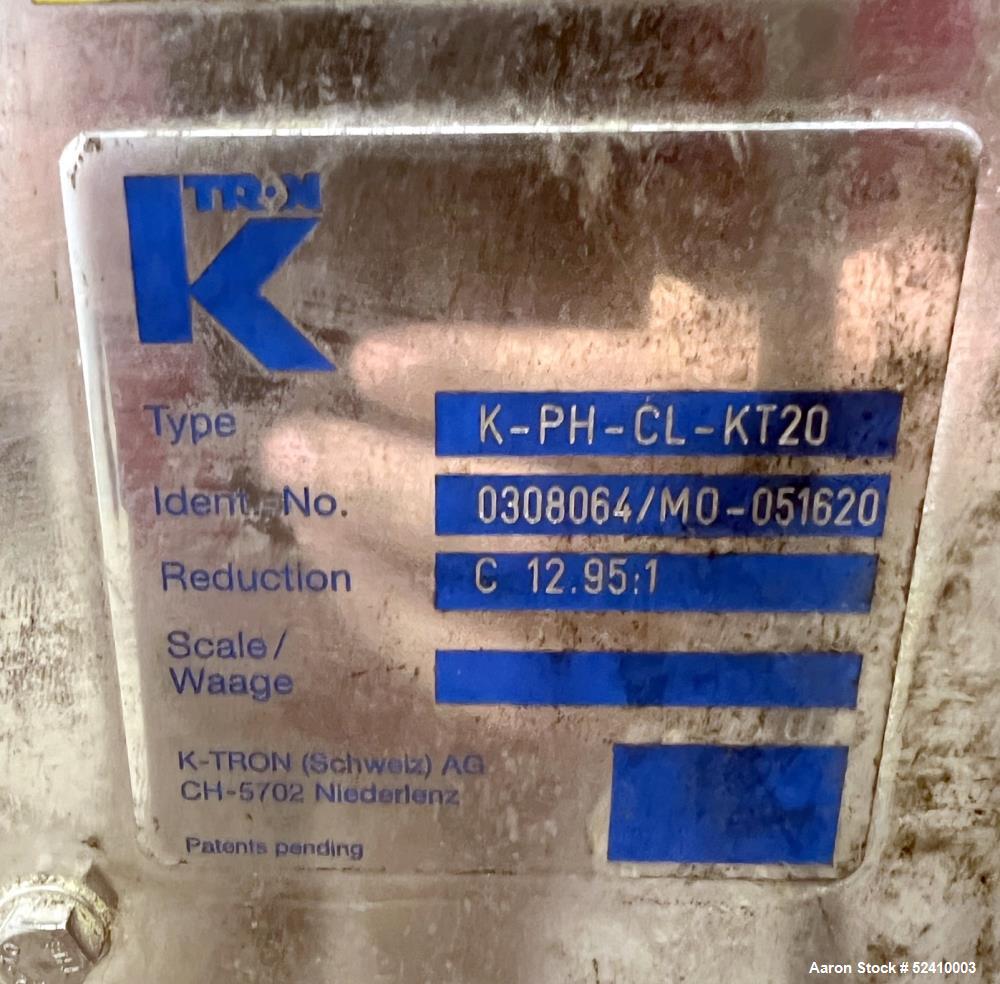 K-TRON
Type K-PH-CL-KT20
Ident.-No. 0308064/MO-051620
Reduction C 12.95:1
Scale/
Waage
K-TRON (Schweiz) AG
CH-5702 Niederlenz
Patents pending
Aaron Stock # 52410003